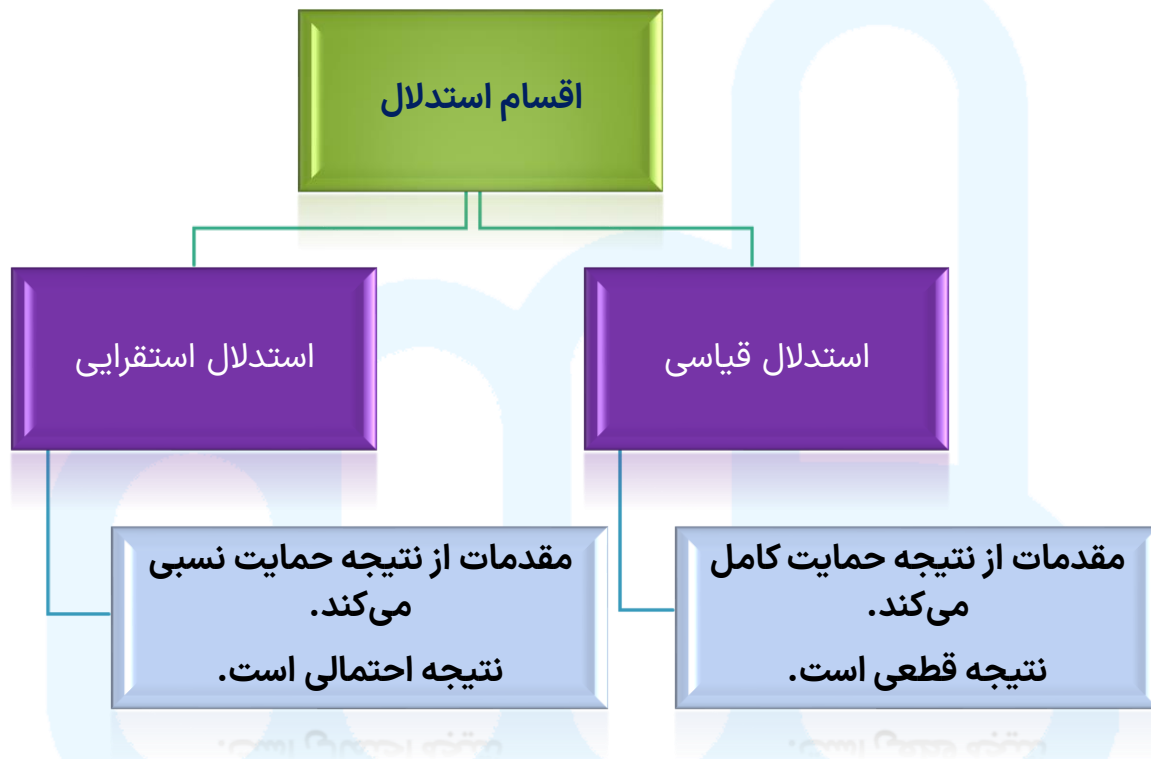 اقسام استدلال
استدلال قیاسی
استدلال استقرایی
مقدمات از نتیجه حمایت کامل
می‌کند.
نتیجه قطعی است.
مقدمات از نتیجه حمایت نسبی
می‌کند.
نتیجه احتمالی است.